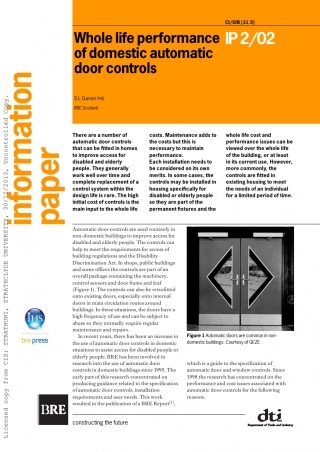 CI/SfB (31.5)
Whole life performance
of domestic automatic
door controls
IP 2/02
S L Garvin PhD
BRE Scotland
information
paper
There are a number of
automatic door controls
that can be fitted in homes
to improve access for
disabled and elderly
people. They generally
work well over time and
complete replacement of a
control system within the
design life is rare. The high
initial cost of controls is the
main input to the whole life
costs. Maintenance adds to
the costs but this is
necessary to maintain
performance.
Each installation needs to
be considered on its own
merits. In some cases, the
controls may be installed in
housing specifically for
disabled or elderly people
so they are part of the
permanent fixtures and the
whole life cost and
performance issues can be
viewed over the whole life
of the building, or at least
in its current use. However,
more commonly, the
controls are fitted in
existing housing to meet
the needs of an individual
for a limited period of time.
Automatic door controls are used routinely in
non-domestic buildings to improve access for
disabled and elderly people. The controls can
help to meet the requirements for access of
building regulations and the Disability
Discrimination Act. In shops, public buildings
and some offices the controls are part of an
overall package containing the machinery,
control sensors and door frame and leaf
(Figure 1). The controls can also be retrofitted
onto existing doors, especially onto internal
doors in main circulation routes around
buildings. In these situations, the doors have a
high frequency of use and can be subject to
abuse so they normally require regular
maintenance and repairs.
In recent years, there has been an increase in
the use of automatic door controls in domestic
situations to assist access for disabled people or
elderly people. BRE has been involved in
research into the use of automatic door
controls in domestic buildings since 1995. The
early part of this research concentrated on
producing guidance related to the specification
of automatic door controls, installation
requirements and user needs. This work
resulted in the publication of a BRE Report[1],
Figure 1 Automatic doors are common in non-
domestic buildings. Courtesy of GEZE
which is a guide to the specification of
automatic door and window controls. Since
1998 the research has concentrated on the
performance and cost issues associated with
automatic door controls for the following
reasons.
IHS
bre press
BRE
constructing the future
dti
Department of Trade and Industry
Licensed copy from CIS: STRATHUNI, STRATHCLYDE UNIVERSITY, 30/12/2013, Uncontrolled Copy.